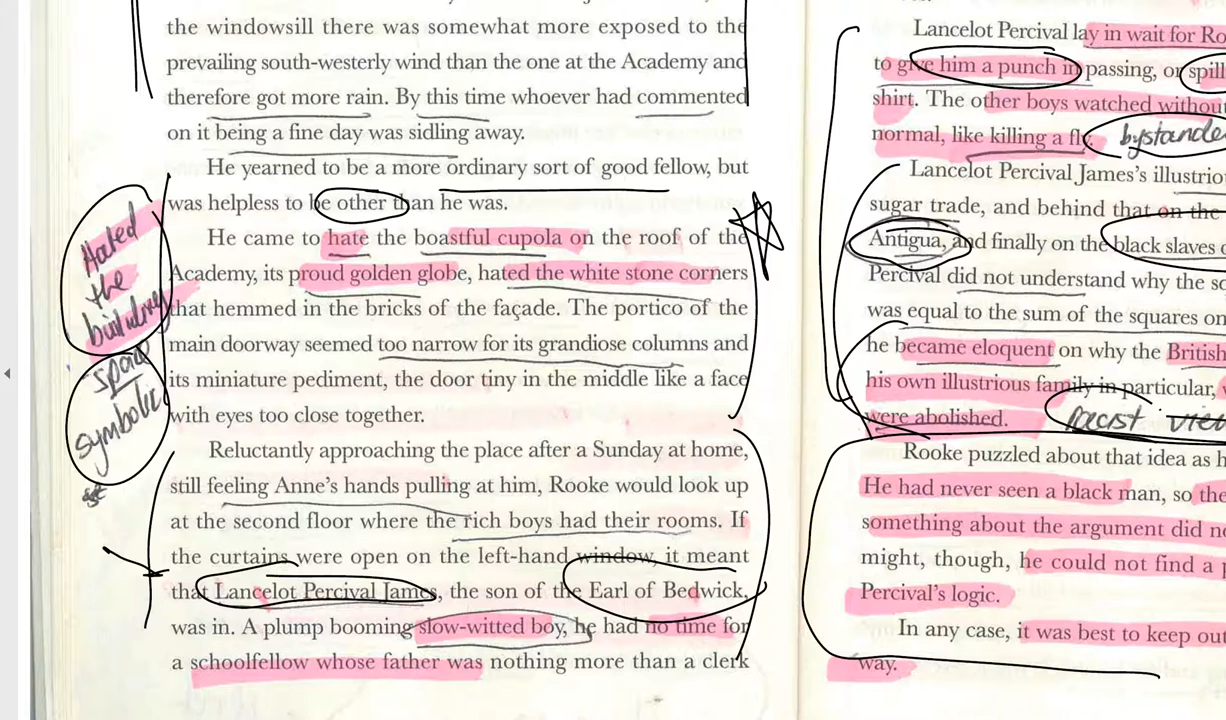 the windowsill there was somewhat more exposed to the
prevailing south-westerly wind than the one at the Academy and
therefore got more rain. By this time whoever had commented
on it being a fine day was sidling away.
He yearned to be a more ordinary sort of good fellow, but
was helpless to be other than he was.
He came to hate the boastful cupola on the roof of the
Academy, its proud golden globe, hated the white stone corners
that hemmed in the bricks of the façade. The portico of the
main doorway seemed too narrow for its grandiose columns and
its miniature pediment, the door tiny in the middle like a face
with eyes too close together.
Reluctantly approaching the place after a Sunday at home,
still feeling Anne's hands pulling at him, Rooke would look up
at the second floor where the rich boys had their rooms. If
the curtains were open on the left-hand window, it meant
that Lancelot Percival James, the son of the Earl of Bedwick,
was in. A plump booming slow-witted boy, he had no time for
a schoolfellow whose father was nothing more than a clerk
Hated
the
building
space
symbolic
Lancelot Percival lay in wait for Ro
to give him a punch in passing, or spill
shirt. The other boys watched withou
normal, like killing a fly. bystande
Lancelot Percival James's illustrio
sugar trade, and behind that on the
Antigua, and finally on the black slaves o
Percival did not understand why the sq
was equal to the sum of the squares on
he became eloquent on why the British
his own illustrious family in particular,
were abolished. racist view
Rooke puzzled about that idea as h
He had never seen a black man, so the
something about the argument did no
might, though, he could not find a p
Percival's logic.
In any case, it was best to keep out
way.